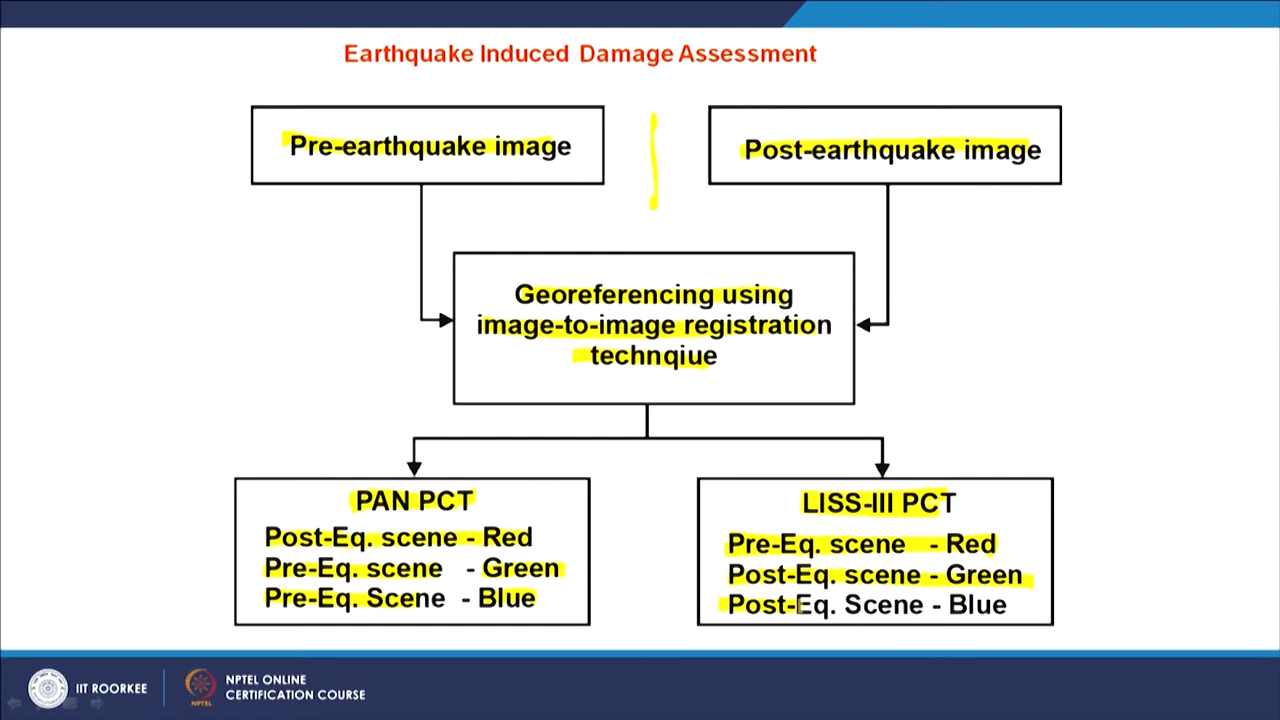 Earthquake Induced Damage Assessment
Pre-earthquake image
Post-earthquake image
Georeferencing using
image-to-image registration
technqiue
PAN PCT
Post-Eq. scene - Red
Pre-Eq. scene - Green
Pre-Eq. Scene - Blue
LISS-III PCT
Pre-Eq. scene - Red
Post-Eq. scene - Green
Post-Eq. Scene - Blue
IIT ROORKEE
NPTEL
NPTEL ONLINE
CERTIFICATION COURSE